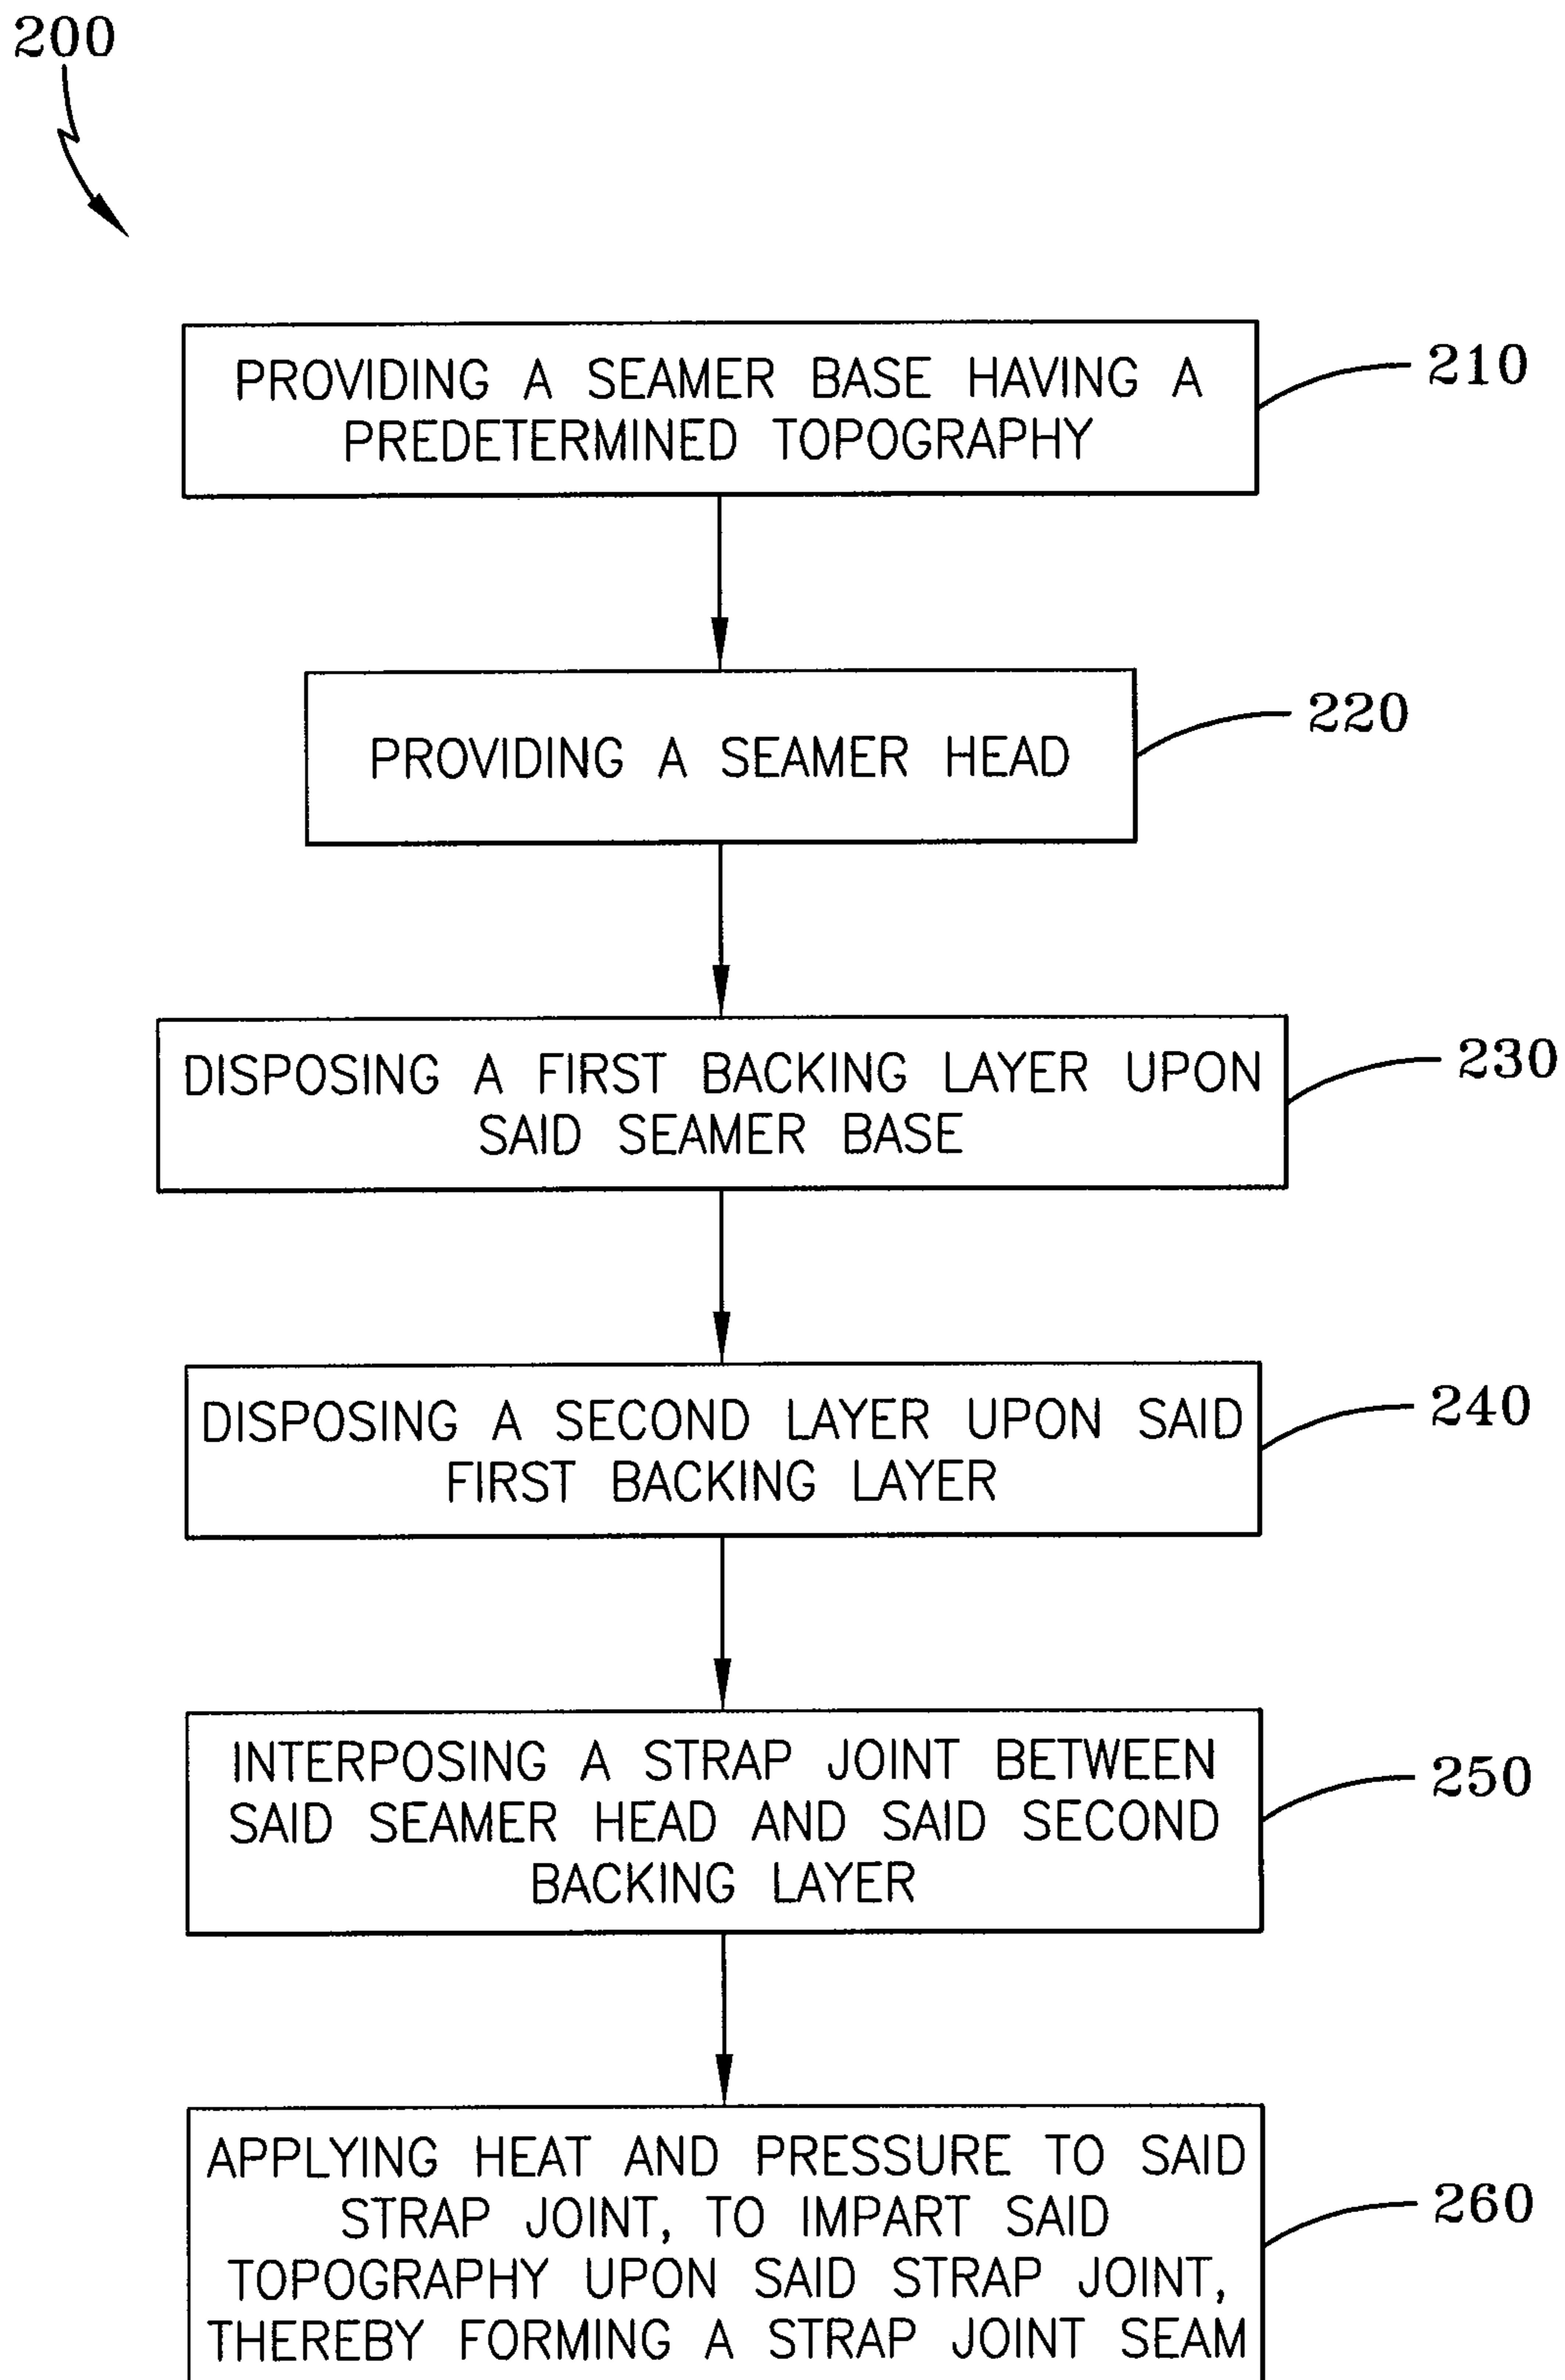 200
PROVIDING A SEAMER BASE HAVING A
PREDETERMINED TOPOGRAPHY
210
PROVIDING A SEAMER HEAD
220
DISPOSING A FIRST BACKING LAYER UPON
SAID SEAMER BASE
230
DISPOSING A SECOND LAYER UPON SAID
FIRST BACKING LAYER
240
INTERPOSING A STRAP JOINT BETWEEN
SAID SEAMER HEAD AND SAID SECOND
BACKING LAYER
250
APPLYING HEAT AND PRESSURE TO SAID
STRAP JOINT, TO IMPART SAID
TOPOGRAPHY UPON SAID STRAP JOINT,
THEREBY FORMING A STRAP JOINT SEAM
260